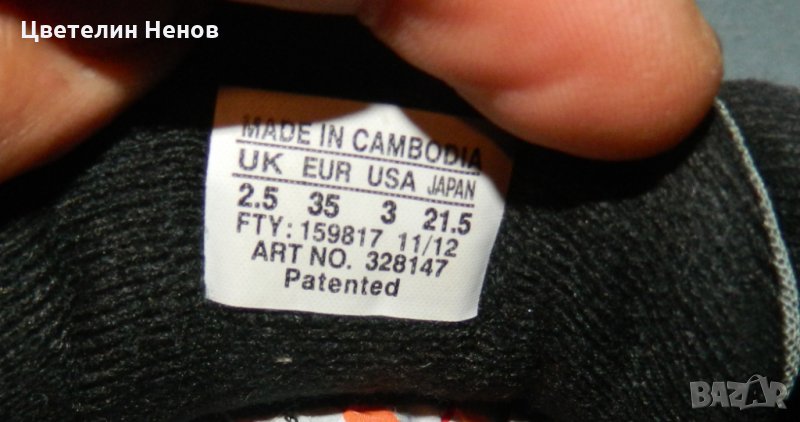 Цветелин Ненов
MADE IN CAMBODIA
UK EUR USA JAPAN
2.5 35 3 21.5
FTY: 159817 11/12
ART NO. 328147
Patented
BAZAR